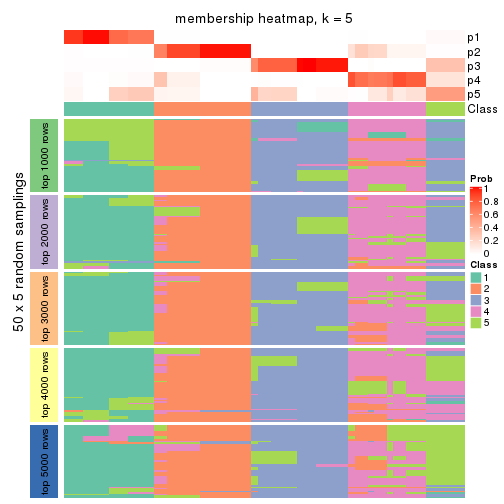 membership heatmap, k = 5
p1
p2
p3
p4
p5
Class
50 x 5 random samplings
top 1000 rows
top 2000 rows
top 3000 rows
top 4000 rows
top 5000 rows
Prob
1
0.8
0.6
0.4
0.2
0
Class
1
2
3
4
5